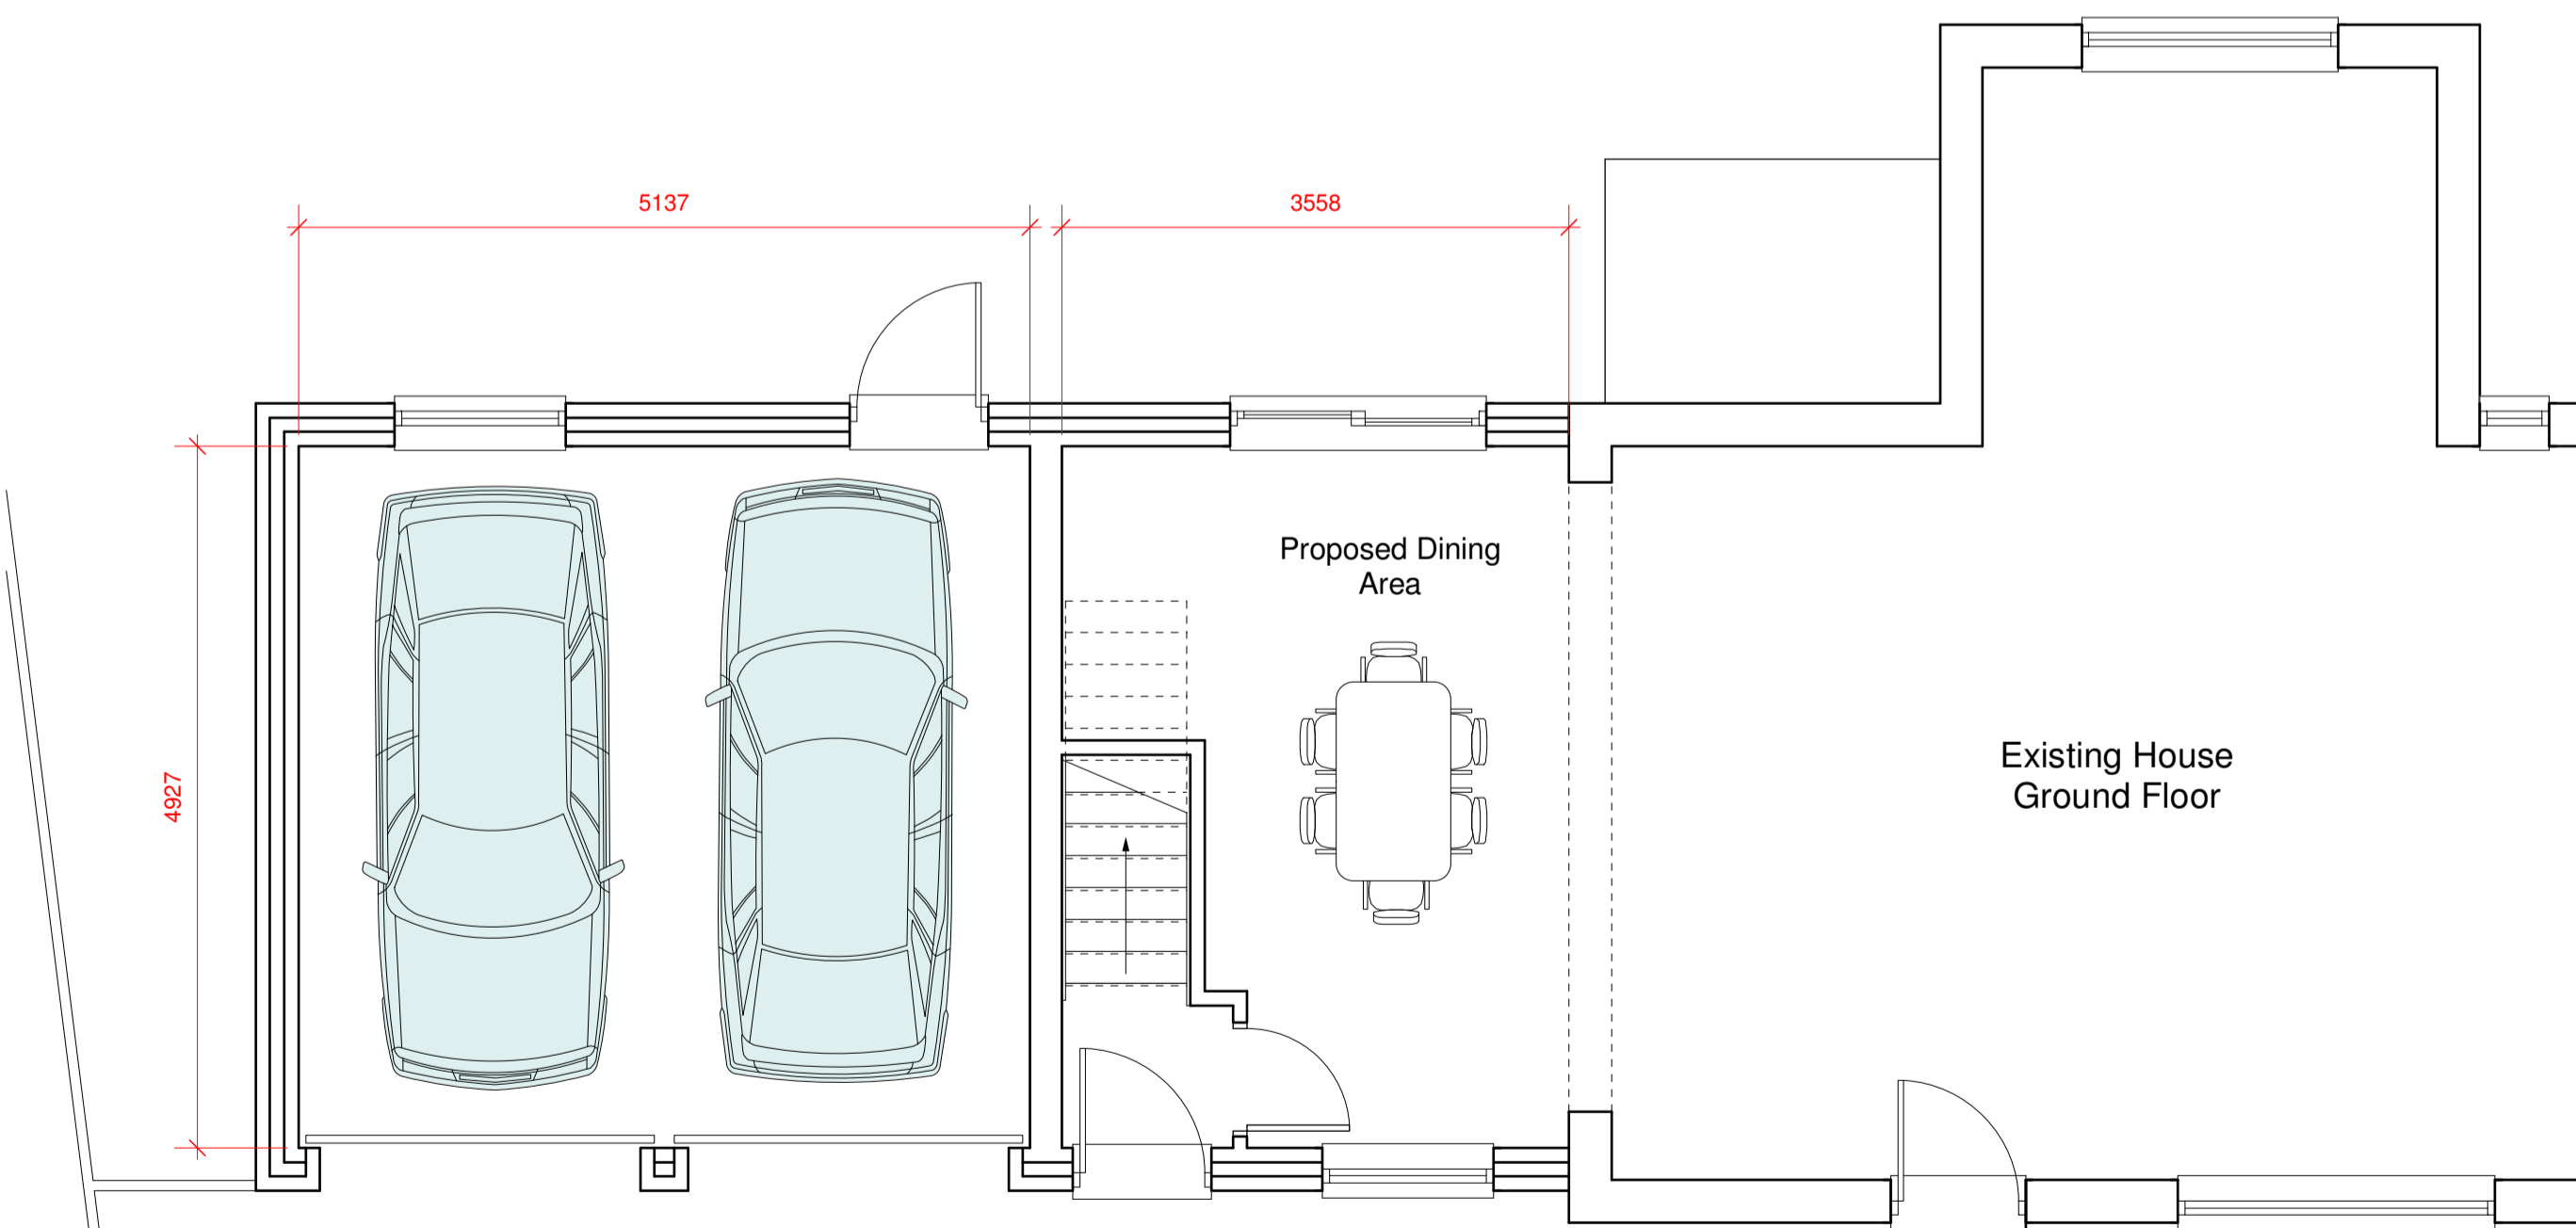 5137
3558
4927
Proposed Dining
Area
Existing House
Ground Floor